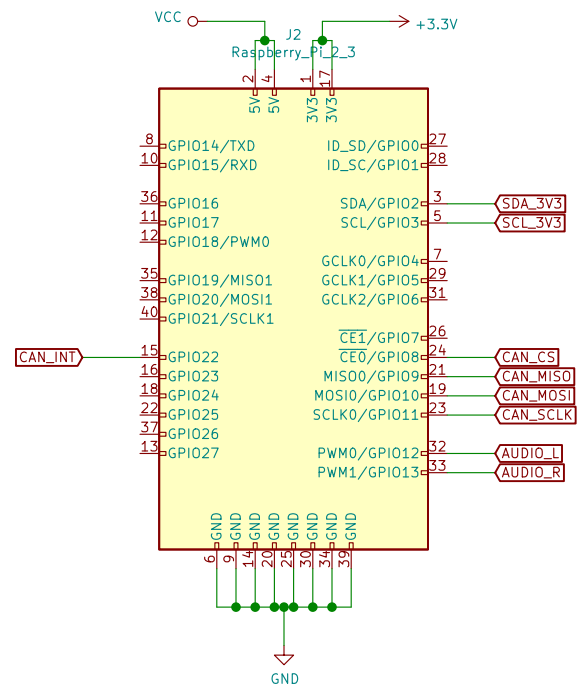 VCC
+3.3V
J2
Raspberry_Pi_2_3
2 4 1 17
5V 5V 3V3 3V3
8 GPIO14/TXD ID_SD/GPIO0 27
10 GPIO15/RXD ID_SC/GPIO1 28
36 GPIO16 SDA/GPIO2 3 SDA_3V3
11 GPIO17 SCL/GPIO3 5 SCL_3V3
12 GPIO18/PWM0
GCLK0/GPIO4 7
35 GPIO19/MISO1 GCLK1/GPIO5 29
38 GPIO20/MOSI1 GCLK2/GPIO6 31
40 GPIO21/SCLK1
CE1/GPIO7 26
CAN_INT 15 GPIO22 CE0/GPIO8 24 CAN_CS
16 GPIO23 MISO0/GPIO9 21 CAN_MISO
18 GPIO24 MOSI0/GPIO10 19 CAN_MOSI
22 GPIO25 SCLK0/GPIO11 23 CAN_SCLK
37 GPIO26
13 GPIO27 PWM0/GPIO12 32 AUDIO_L
PWM1/GPIO13 33 AUDIO_R
GND GND GND GND GND GND GND GND
6 9 14 20 25 30 34 39
GND